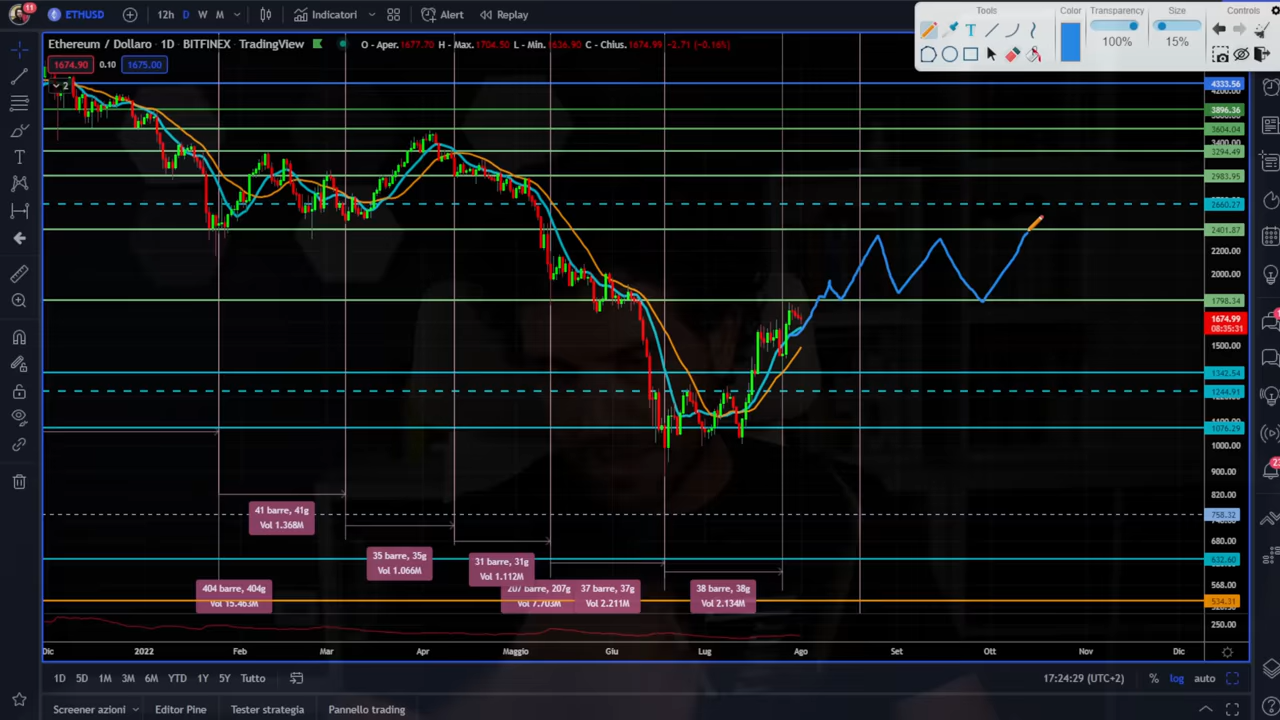 11
ETHUSD
12h D W M
Indicatori
Alert
Replay
Tools
Color
Transparency
Size
Controls
100%
15%
Ethereum / Dollaro · 1D · BITFINEX · TradingView
O - Aper. 1677.70 H - Max. 1704.50 L - Min. 1636.90 C - Chius. 1674.99 -2.71 (-0.16%)
1674.90 0.10 1675.00
2
4333.56
4200.00
3896.36
3604.04
3400.00
3294.49
2983.95
2660.27
2401.87
2200.00
2000.00
1798.34
1674.99
08:35:31
1500.00
1342.54
1244.91
1076.29
1000.00
900.00
820.00
758.32
680.00
632.60
568.00
534.31
250.00
41 barre, 41g
Vol 1.368M
35 barre, 35g
Vol 1.066M
31 barre, 31g
Vol 1.112M
404 barre, 404g
Vol 15.463M
207 barre, 207g
Vol 7.703M
37 barre, 37g
Vol 2.211M
38 barre, 38g
Vol 2.134M
Dic 2022 Feb Mar Apr Maggio Giu Lug Ago Set Ott Nov Dic
1D 5D 1M 3M 6M YTD 1Y 5Y Tutto
17:24:29 (UTC+2) % log auto
Screener azioni Editor Pine Tester strategia Pannello trading